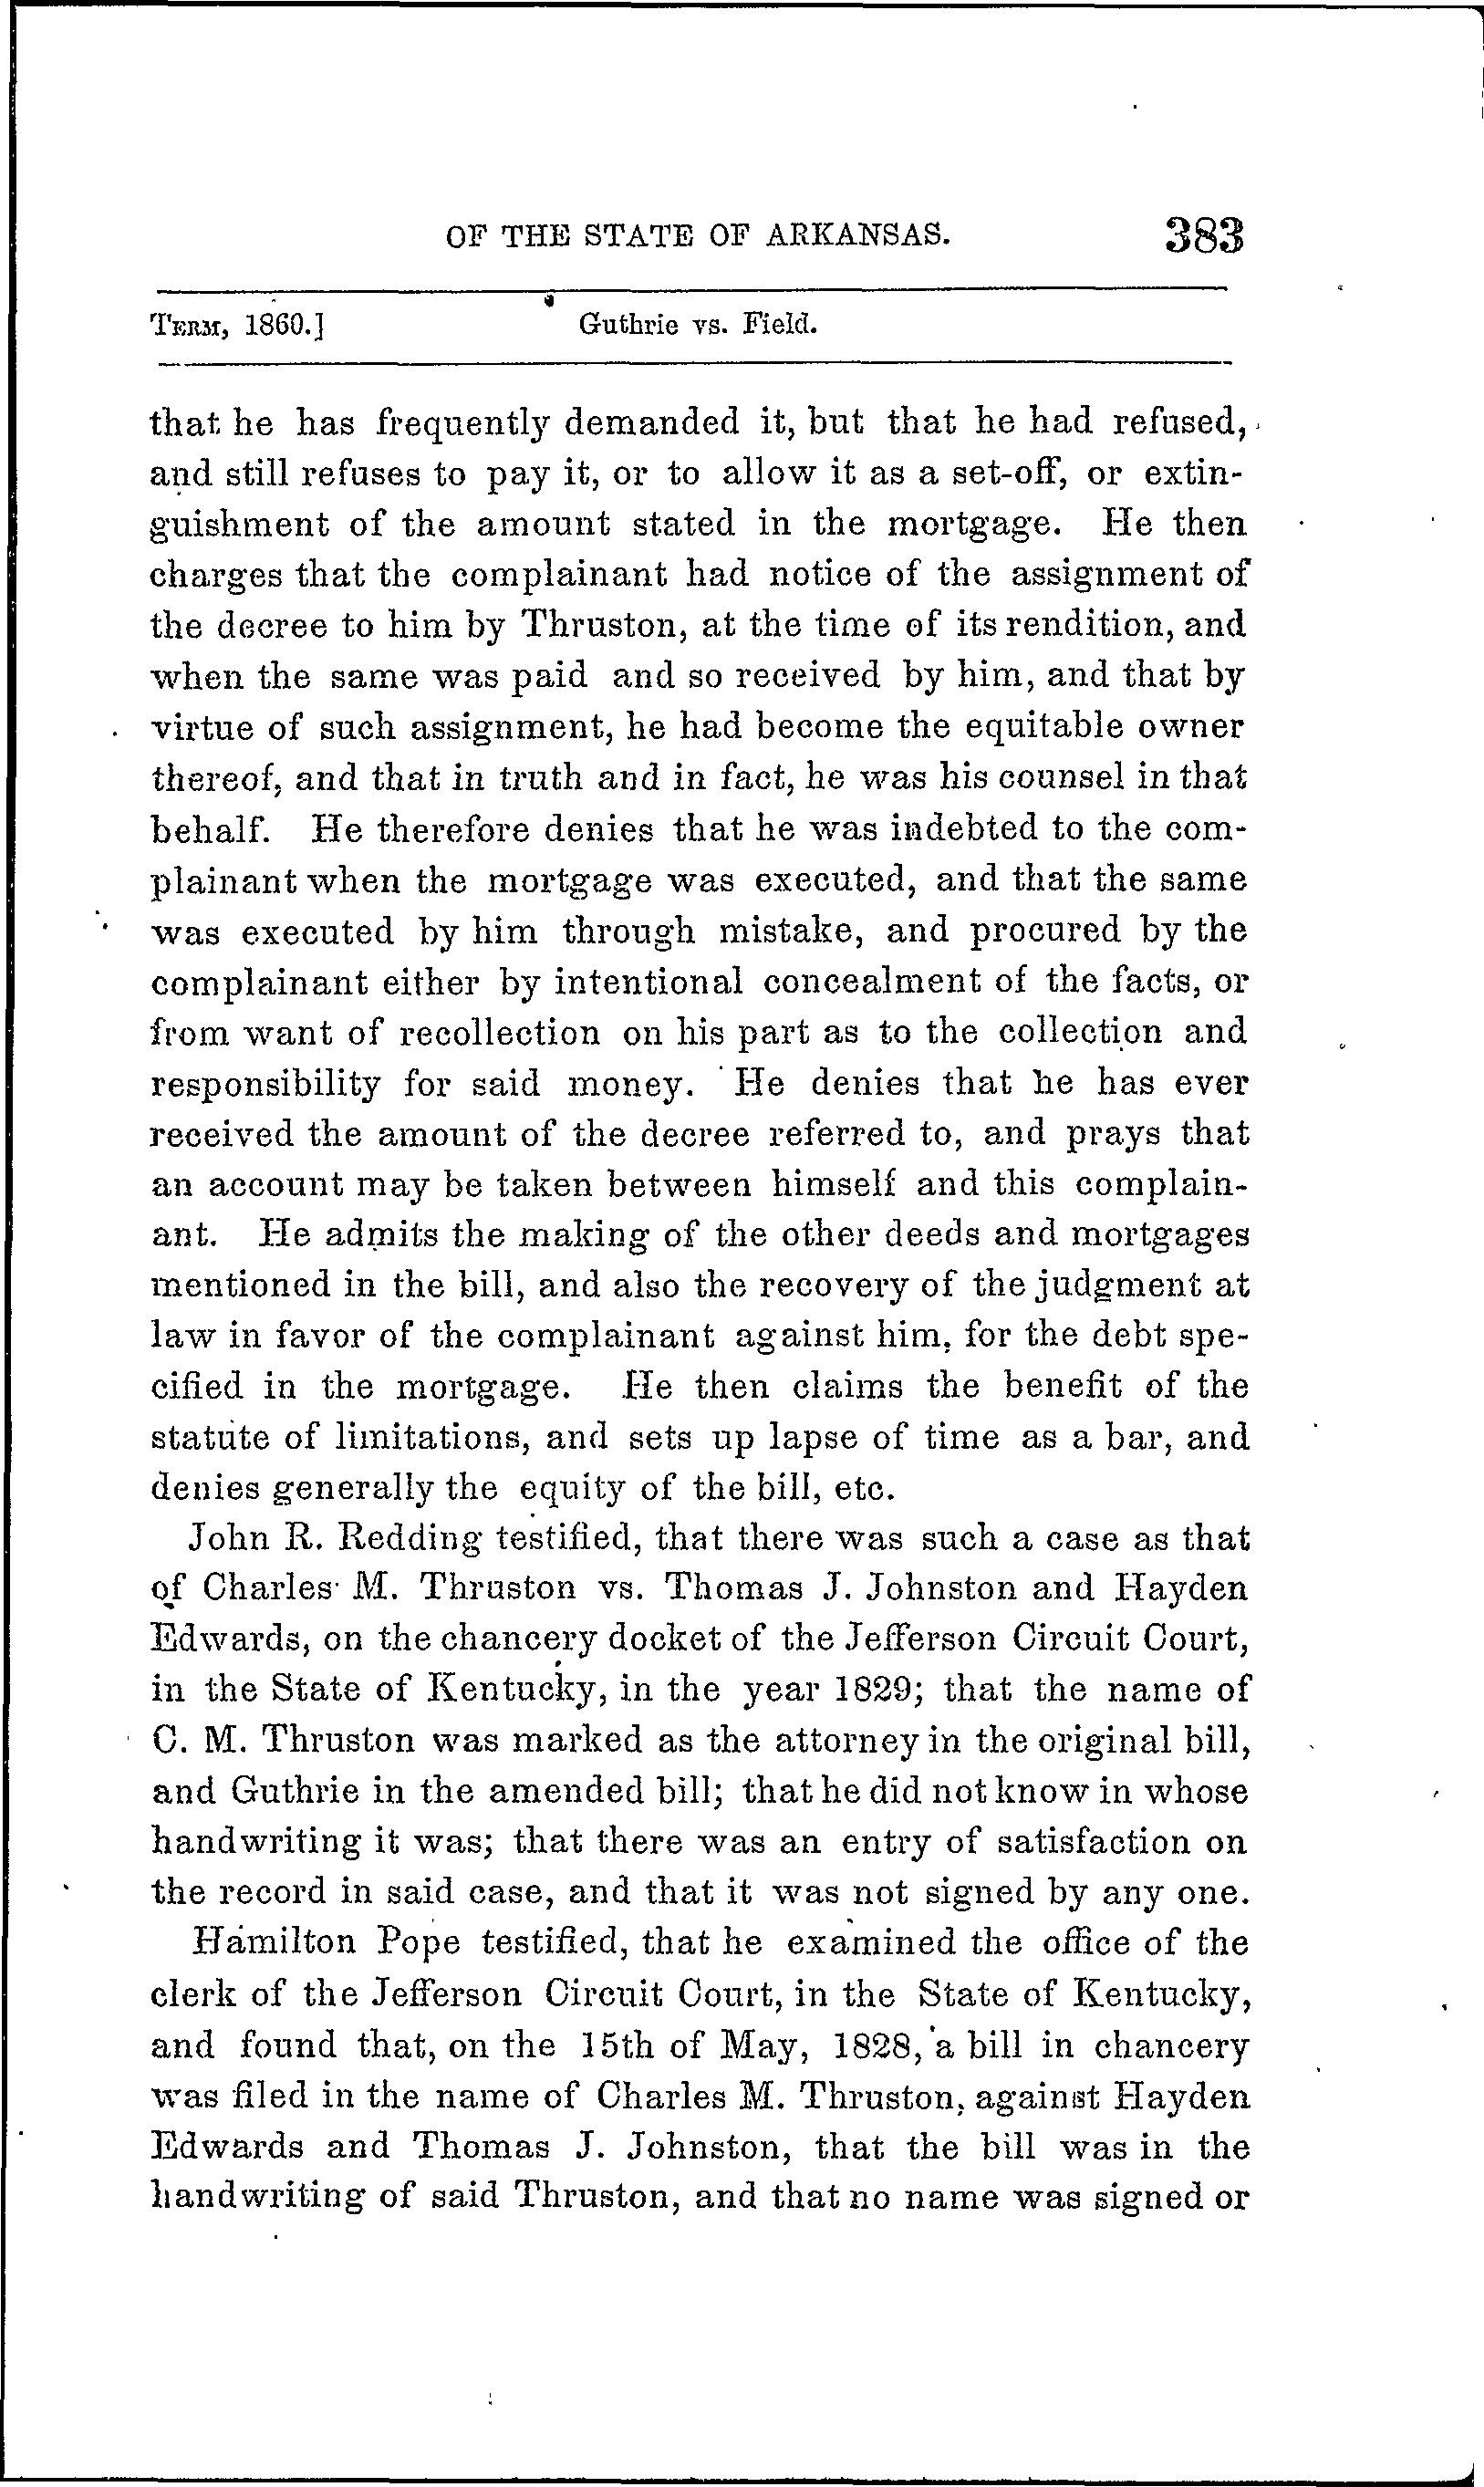 OF THE STATE OF ARKANSAS. 383
TERM, 1860.] Guthrie vs. Field.
that he has frequently demanded it, but that he had refused,
and still refuses to pay it, or to allow it as a set-off, or extin-
guishment of the amount stated in the mortgage. He then
charges that the complainant had notice of the assignment of
the decree to him by Thruston, at the time of its rendition, and
when the same was paid and so received by him, and that by
virtue of such assignment, he had become the equitable owner
thereof, and that in truth and in fact, he was his counsel in that
behalf. He therefore denies that he was indebted to the com-
plainant when the mortgage was executed, and that the same
was executed by him through mistake, and procured by the
complainant either by intentional concealment of the facts, or
from want of recollection on his part as to the collection and
responsibility for said money. He denies that he has ever
received the amount of the decree referred to, and prays that
an account may be taken between himself and this complain-
ant. He admits the making of the other deeds and mortgages
mentioned in the bill, and also the recovery of the judgment at
law in favor of the complainant against him, for the debt spe-
cified in the mortgage. He then claims the benefit of the
statute of limitations, and sets up lapse of time as a bar, and
denies generally the equity of the bill, etc.
John R. Redding testified, that there was such a case as that
of Charles M. Thruston vs. Thomas J. Johnston and Hayden
Edwards, on the chancery docket of the Jefferson Circuit Court,
in the State of Kentucky, in the year 1829; that the name of
C. M. Thruston was marked as the attorney in the original bill,
and Guthrie in the amended bill; that he did not know in whose
handwriting it was; that there was an entry of satisfaction on
the record in said case, and that it was not signed by any one.
Hamilton Pope testified, that he examined the office of the
clerk of the Jefferson Circuit Court, in the State of Kentucky,
and found that, on the 15th of May, 1828, a bill in chancery
was filed in the name of Charles M. Thruston, against Hayden
Edwards and Thomas J. Johnston, that the bill was in the
handwriting of said Thruston, and that no name was signed or